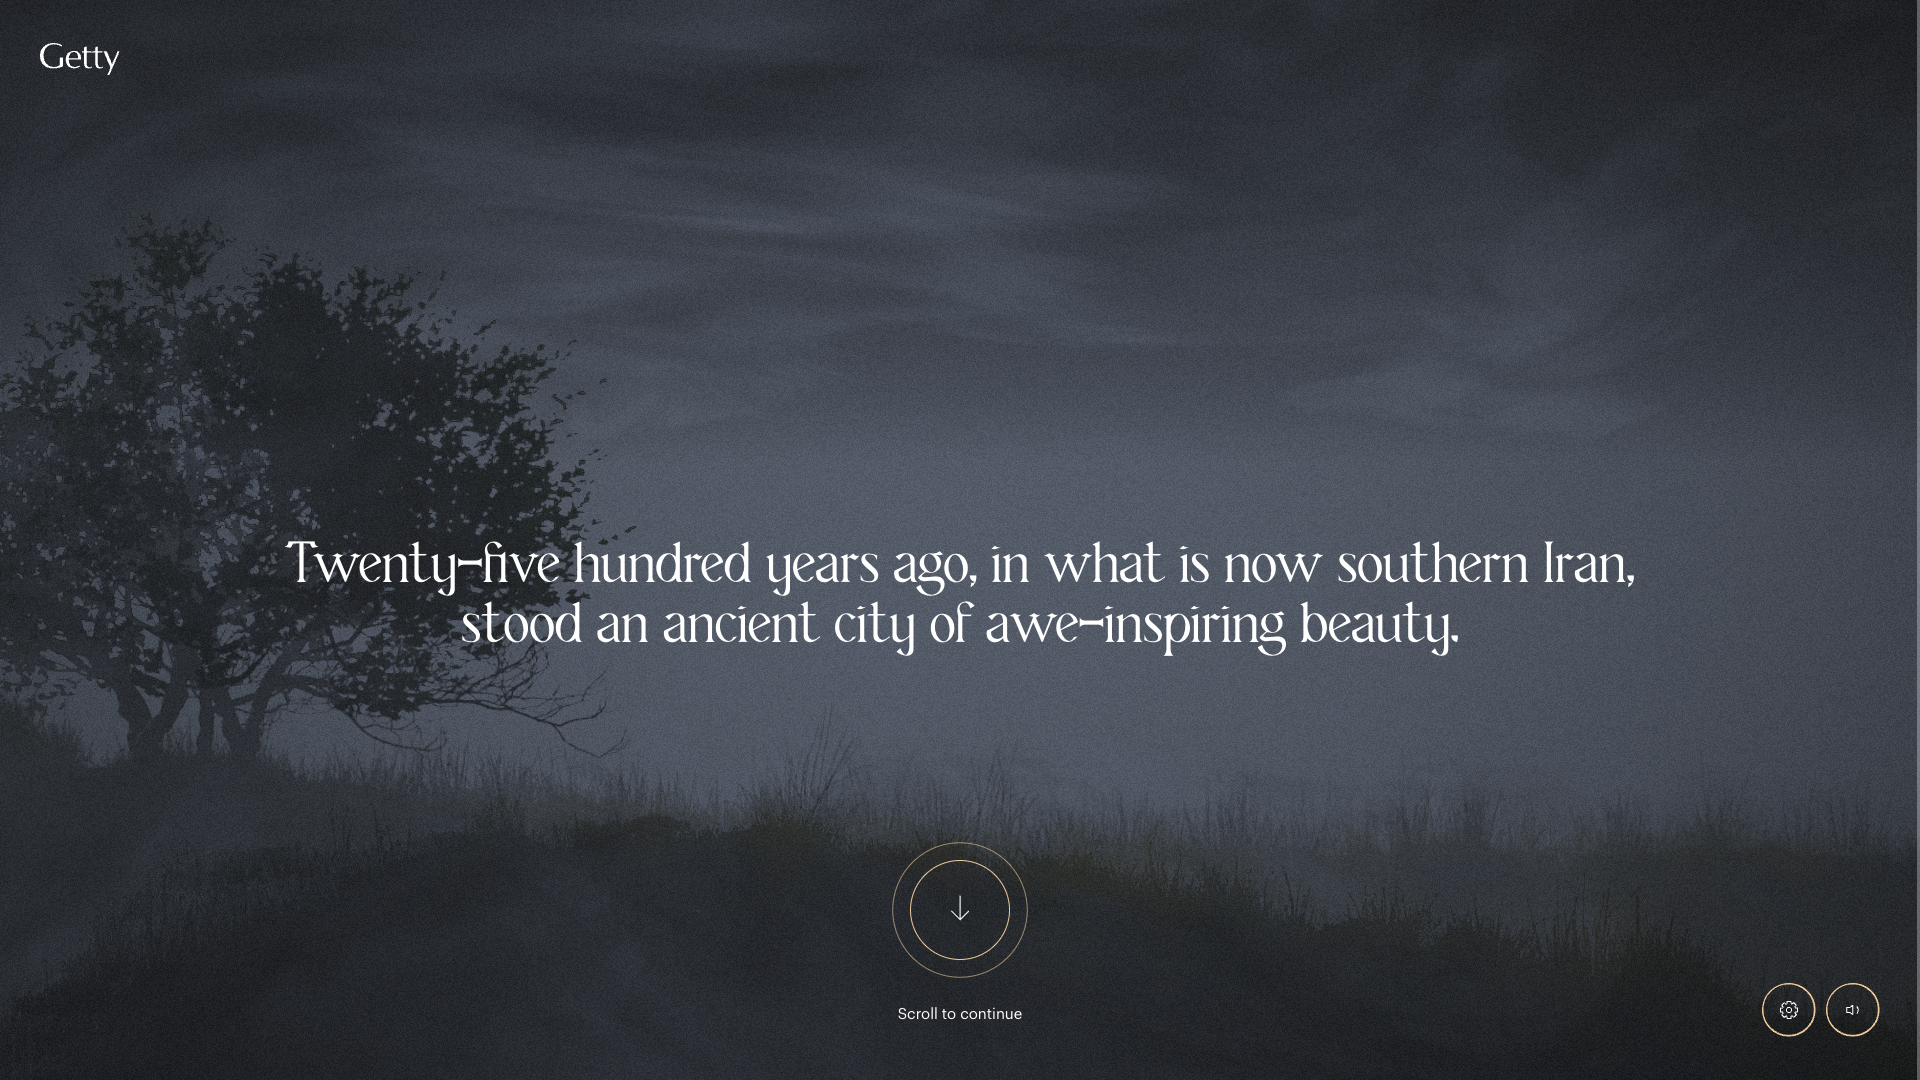 Getty
Twenty-five hundred years ago, in what is now southern Iran,
stood an ancient city of awe-inspiring beauty.
Scroll to continue